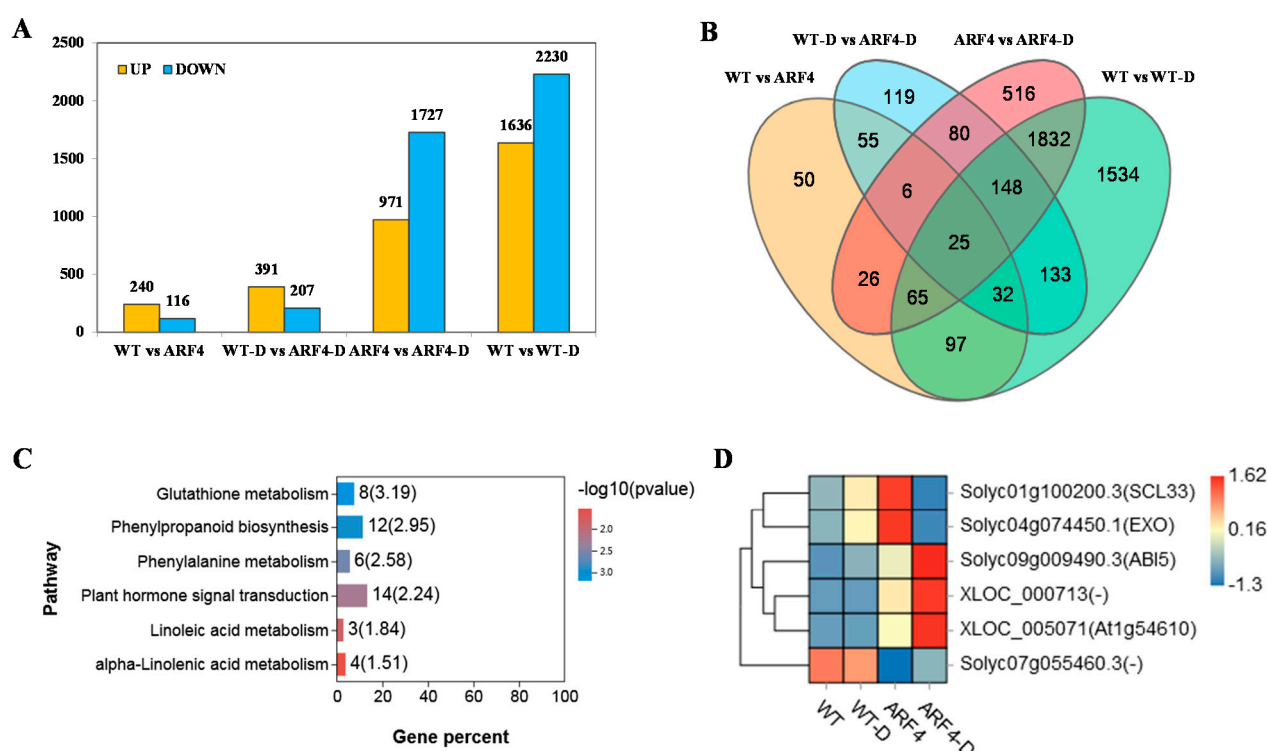 A
2500
2000
1500
1000
500
0
UP DOWN
240 116
391 207
971 1727
1636 2230
WT vs ARF4 WT-D vs ARF4-D ARF4 vs ARF4-D WT vs WT-D
B
WT-D vs ARF4-D ARF4 vs ARF4-D
WT vs ARF4 WT vs WT-D
119 516
55 80 1832
50 6 148 1534
25
26 65 32 133
97
C
Pathway
Glutathione metabolism 8(3.19)
Phenylpropanoid biosynthesis 12(2.95)
Phenylalanine metabolism 6(2.58)
Plant hormone signal transduction 14(2.24)
Linoleic acid metabolism 3(1.84)
alpha-Linolenic acid metabolism 4(1.51)
0 20 40 60 80 100
Gene percent
-log10(pvalue)
2.0
2.5
3.0
D
Solyc01g100200.3(SCL33)
Solyc04g074450.1(EXO)
Solyc09g009490.3(ABI5)
XLOC_000713(-)
XLOC_005071(At1g54610)
Solyc07g055460.3(-)
WT WT-D ARF4 ARF4-D
1.62
0.16
-1.3